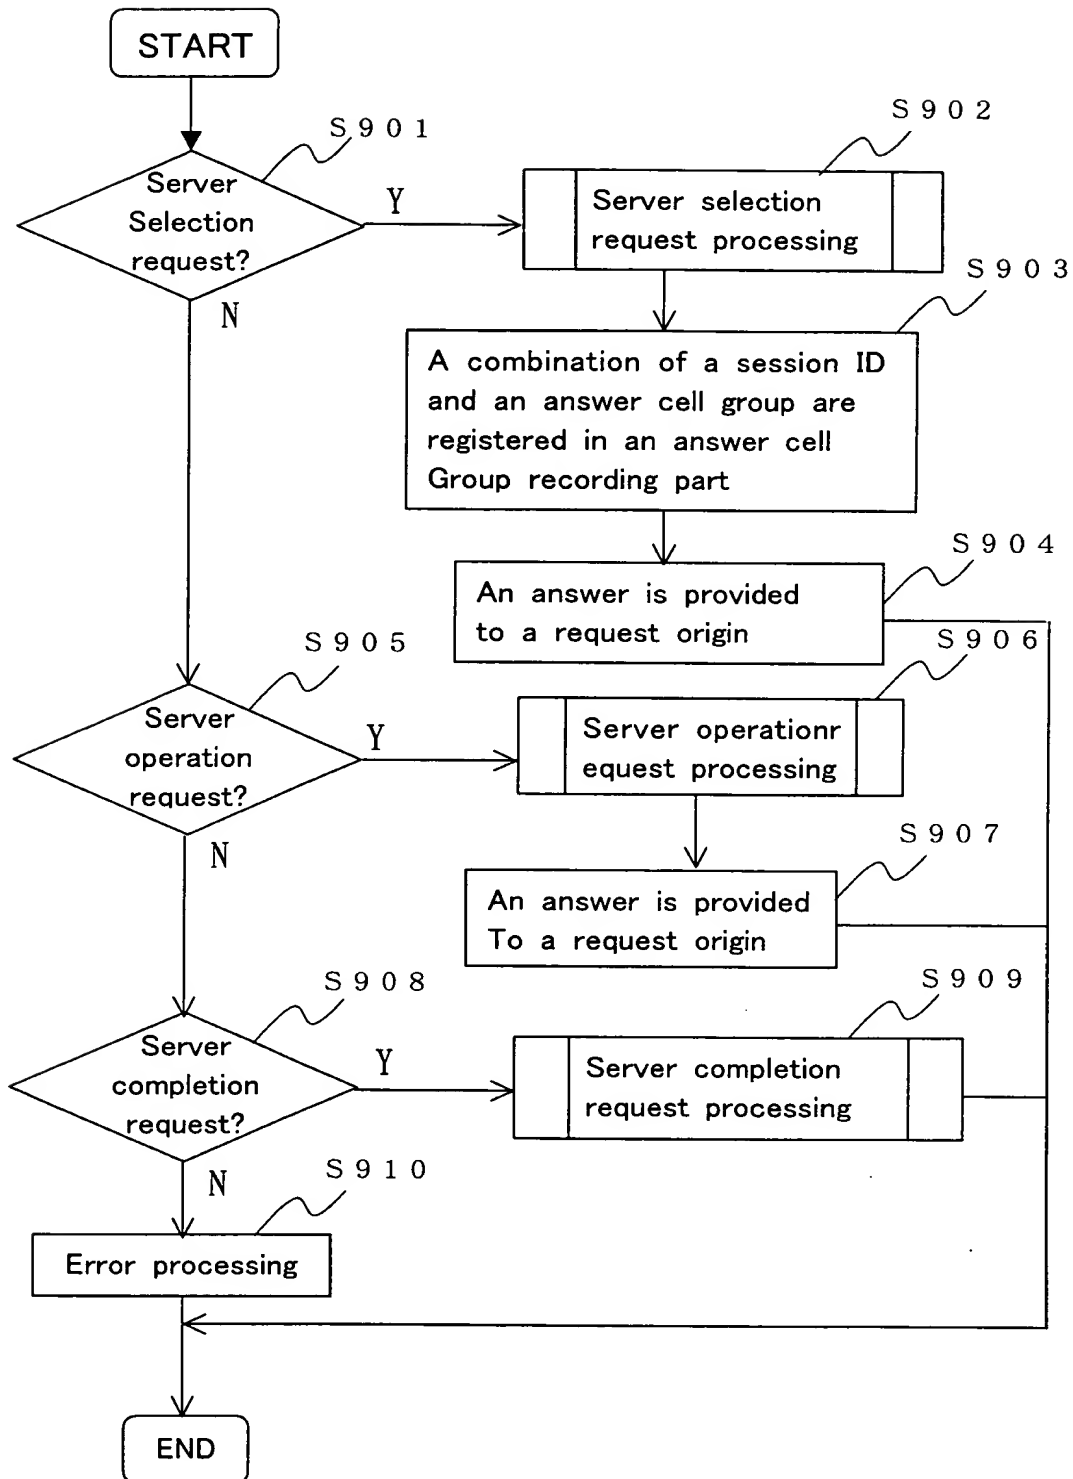 START
S901
Server
Selection
request?
Y
N
S902
Server selection
request processing
S903
A combination of a session ID
and an answer cell group are
registered in an answer cell
Group recording part
S904
An answer is provided
to a request origin
S905
Server
operation
request?
Y
N
S906
Server operationr
equest processing
S907
An answer is provided
To a request origin
S908
Server
completion
request?
Y
N
S909
Server completion
request processing
S910
Error processing
END